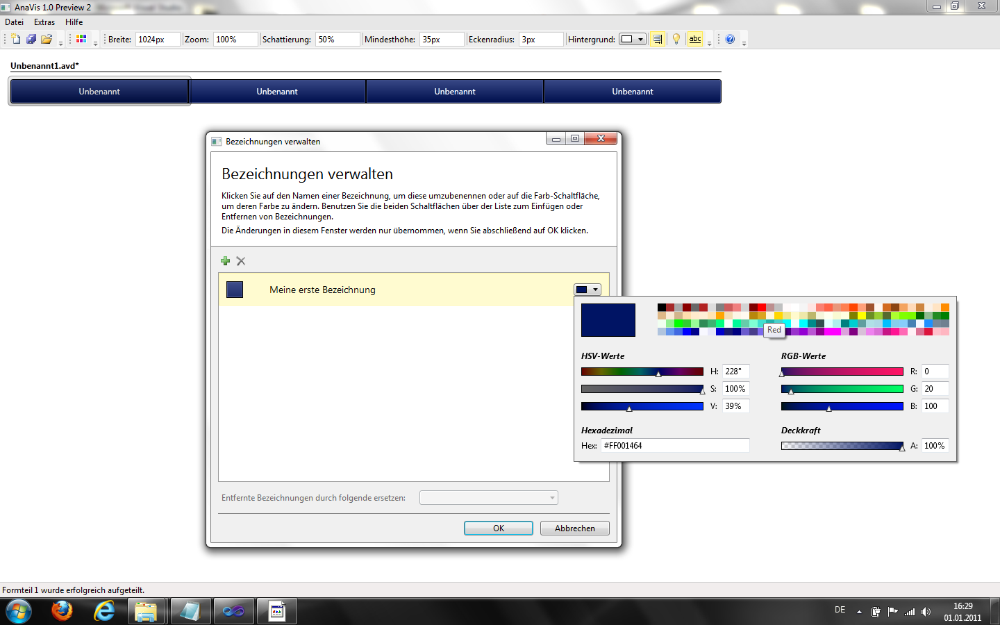 AnaVis 1.0 Preview 2
Datei Extras Hilfe
Breite: 1024px Zoom: 100% Schattierung: 50% Mindesthöhe: 35px Eckenradius: 3px Hintergrund: abc
Unbenannt1.avd*
Unbenannt Unbenannt Unbenannt Unbenannt
Bezeichnungen verwalten
Bezeichnungen verwalten
Klicken Sie auf den Namen einer Bezeichnung, um diese umzubenennen oder auf die Farb-Schaltfläche,
um deren Farbe zu ändern. Benutzen Sie die beiden Schaltflächen über der Liste zum Einfügen oder
Entfernen von Bezeichnungen.
Die Änderungen in diesem Fenster werden nur übernommen, wenn Sie abschließend auf OK klicken.
Meine erste Bezeichnung
Red
HSV-Werte RGB-Werte
H: 228° R: 0
S: 100% G: 20
V: 39% B: 100
Hexadezimal Deckkraft
Hex: #FF001464 A: 100%
Entfernte Bezeichnungen durch folgende ersetzen:
OK Abbrechen
Formteil 1 wurde erfolgreich aufgeteilt.
DE 16:29
01.01.2011